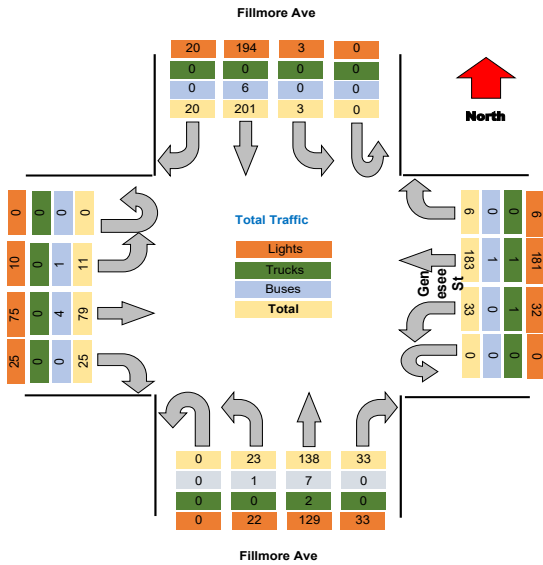 Fillmore Ave
20 194 3 0
0 0 0 0
0 6 0 0
20 201 3 0
North
0 0 0 0
10 0 1 11
75 0 4 79
25 0 0 25
Total Traffic
Lights
Trucks
Buses
Total
Gen
esee
St
6 0 0 6
183 1 1 181
33 0 1 32
0 0 0 0
0 23 138 33
0 1 7 0
0 0 2 0
0 22 129 33
Fillmore Ave